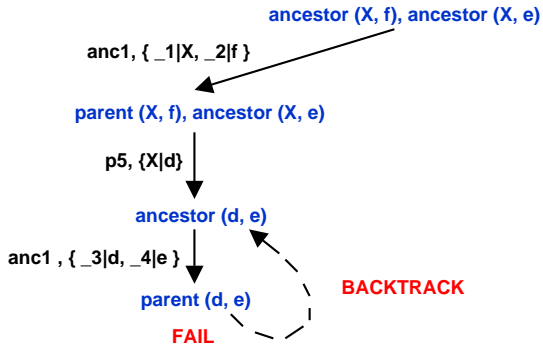 ancestor (X, f), ancestor (X, e)
anc1, { _1|X, _2|f }
parent (X, f), ancestor (X, e)
p5, {X|d}
ancestor (d, e)
anc1 , { _3|d, _4|e }
BACKTRACK
parent (d, e)
FAIL